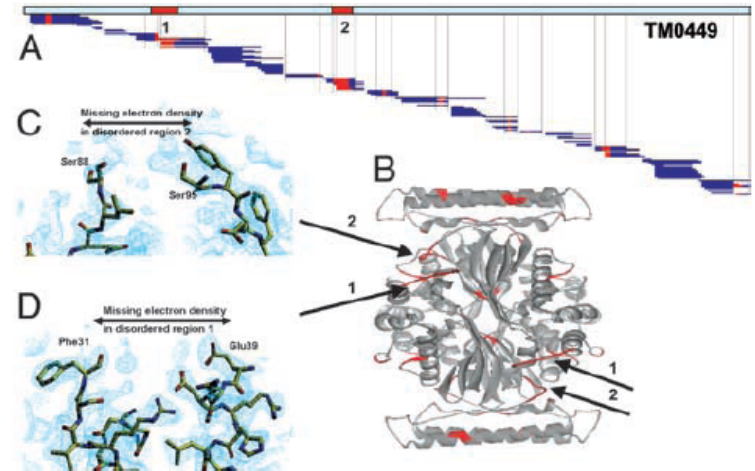 TM0449
1
2
A
C
Missing electron density
in disordered region 2
Ser88
Ser95
B
2
1
1
2
D
Missing electron density
in disordered region 1
Phe31
Glu39